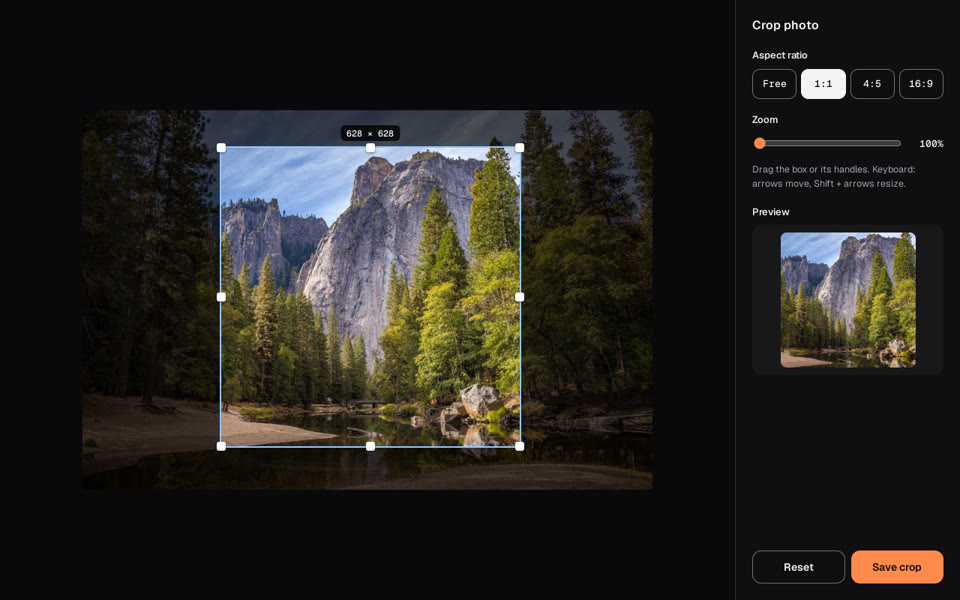 Crop photo
Aspect ratio
Free 1:1 4:5 16:9
Zoom
100%
Drag the box or its handles. Keyboard:
arrows move, Shift + arrows resize.
Preview
628 × 628
Reset Save crop